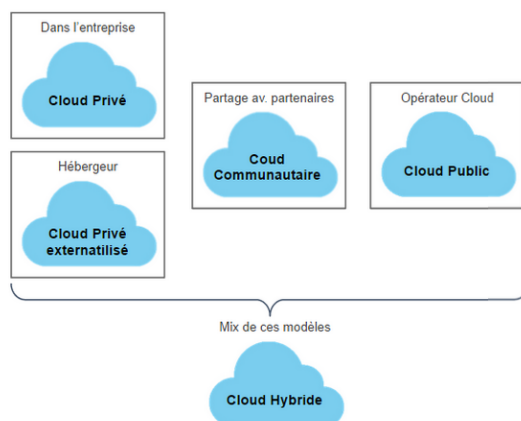 Dans l'entreprise
Cloud Privé
Hébergeur
Cloud Privé
externatilisé
Partage av. partenaires
Coud
Communautaire
Opérateur Cloud
Cloud Public
Mix de ces modèles
Cloud Hybride